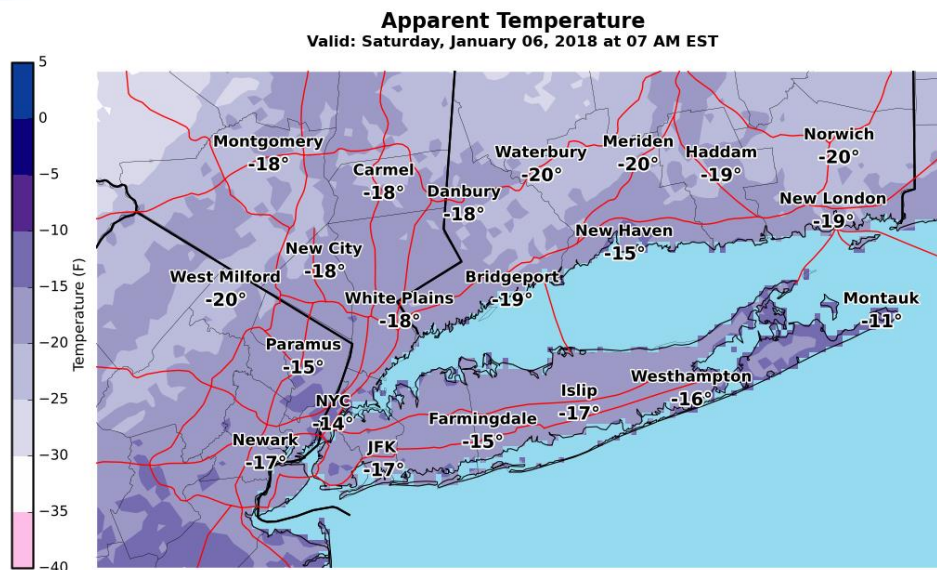 Apparent Temperature
Valid: Saturday, January 06, 2018 at 07 AM EST
5
0
−5
−10
−15
−20
−25
−30
−35
−40
Temperature (F)
Montgomery
-18°
Carmel
-18°
Danbury
-18°
Waterbury
-20°
Meriden
-20°
Haddam
-19°
Norwich
-20°
New London
-19°
New Haven
-15°
New City
-18°
West Milford
-20°
White Plains
-18°
Bridgeport
-19°
Montauk
-11°
Paramus
-15°
NYC
-14°
Islip
-17°
Westhampton
-16°
Farmingdale
-15°
Newark
-17°
JFK
-17°